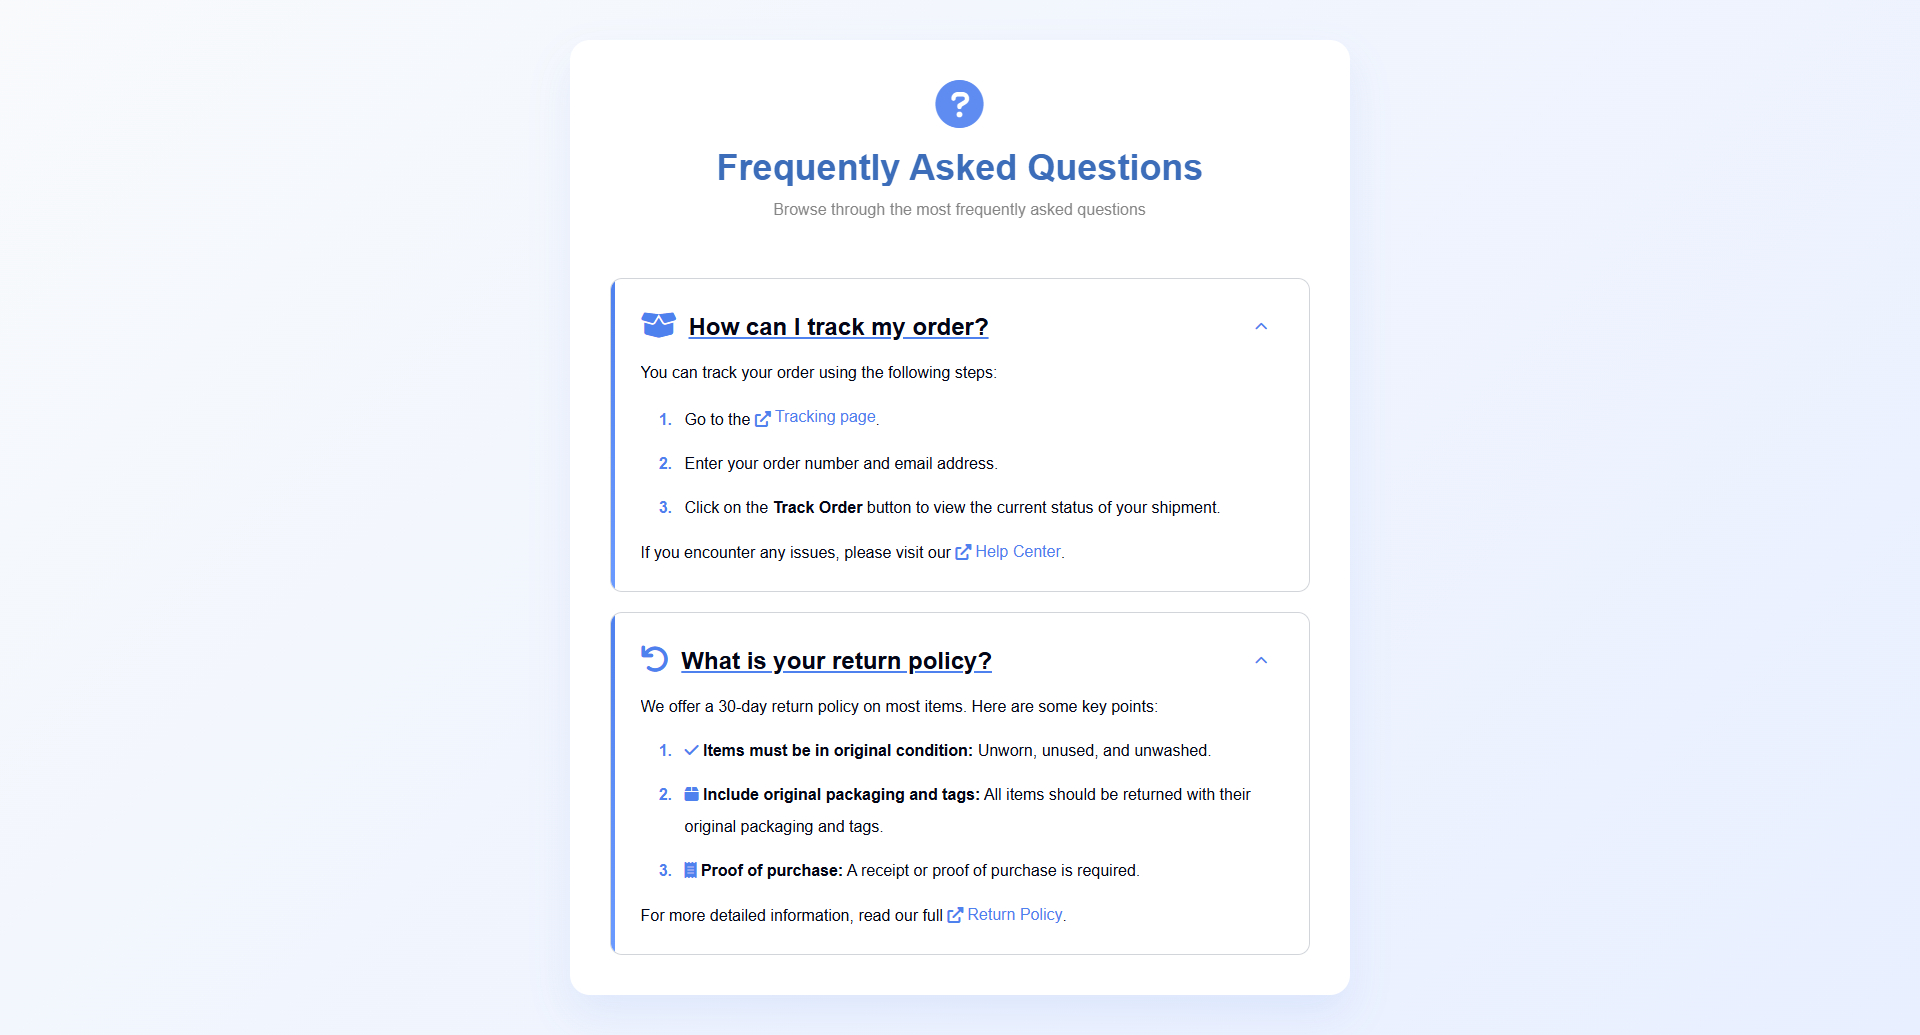 ?
Frequently Asked Questions
Browse through the most frequently asked questions
How can I track my order?
You can track your order using the following steps:
1. Go to the Tracking page.
2. Enter your order number and email address.
3. Click on the Track Order button to view the current status of your shipment.
If you encounter any issues, please visit our Help Center.
What is your return policy?
We offer a 30-day return policy on most items. Here are some key points:
1. Items must be in original condition: Unworn, unused, and unwashed.
2. Include original packaging and tags: All items should be returned with their
original packaging and tags.
3. Proof of purchase: A receipt or proof of purchase is required.
For more detailed information, read our full Return Policy.